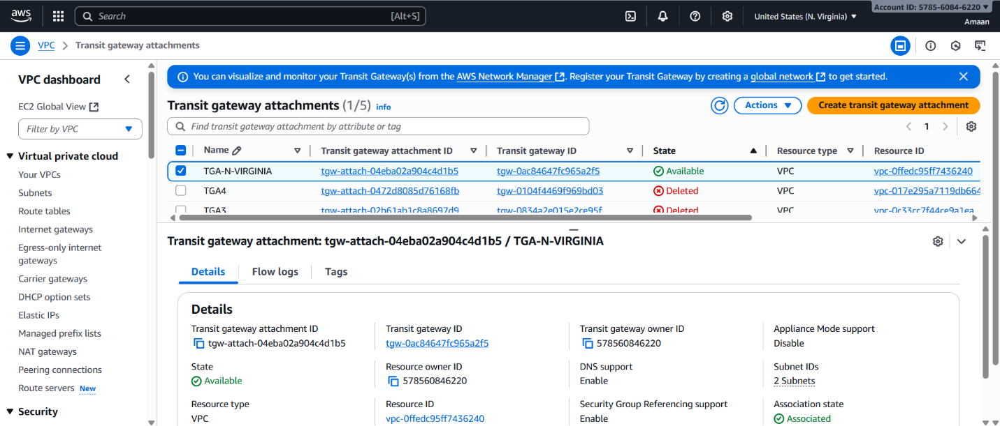 aws Search [Alt+S] United States (N. Virginia) Account ID: 5785-6084-6220
Amaan
VPC Transit gateway attachments
VPC dashboard
EC2 Global View
Filter by VPC
Virtual private cloud
Your VPCs
Subnets
Route tables
Internet gateways
Egress-only internet
gateways
Carrier gateways
DHCP option sets
Elastic IPs
Managed prefix lists
NAT gateways
Peering connections
Route servers New
Security
You can visualize and monitor your Transit Gateway(s) from the AWS Network Manager. Register your Transit Gateway by creating a global network to get started.
Transit gateway attachments (1/5) info Actions Create transit gateway attachment
Find transit gateway attachment by attribute or tag 1
Name Transit gateway attachment ID Transit gateway ID State Resource type Resource ID
TGA-N-VIRGINIA tgw-attach-04eba02a904c4d1b5 tgw-0ac84647fc965a2f5 Available VPC vpc-0ffedc95ff7436240
TGA4 tgw-attach-0472d8085d76168fb tgw-0104f4469f969bd03 Deleted VPC vpc-017e295a7119db664
TGA3 tgw-attach-02b61ab1c8a8697d9 tgw-0834a2e015e2ce95f Deleted VPC vpc-0c33cc7f44ce9a1ea
Transit gateway attachment: tgw-attach-04eba02a904c4d1b5 / TGA-N-VIRGINIA
Details Flow logs Tags
Details
Transit gateway attachment ID Transit gateway ID Transit gateway owner ID Appliance Mode support
tgw-attach-04eba02a904c4d1b5 tgw-0ac84647fc965a2f5 578560846220 Disable
State Resource owner ID DNS support Subnet IDs
Available 578560846220 Enable 2 Subnets
Resource type Resource ID Security Group Referencing support Association state
VPC vpc-0ffedc95ff7436240 Enable Associated